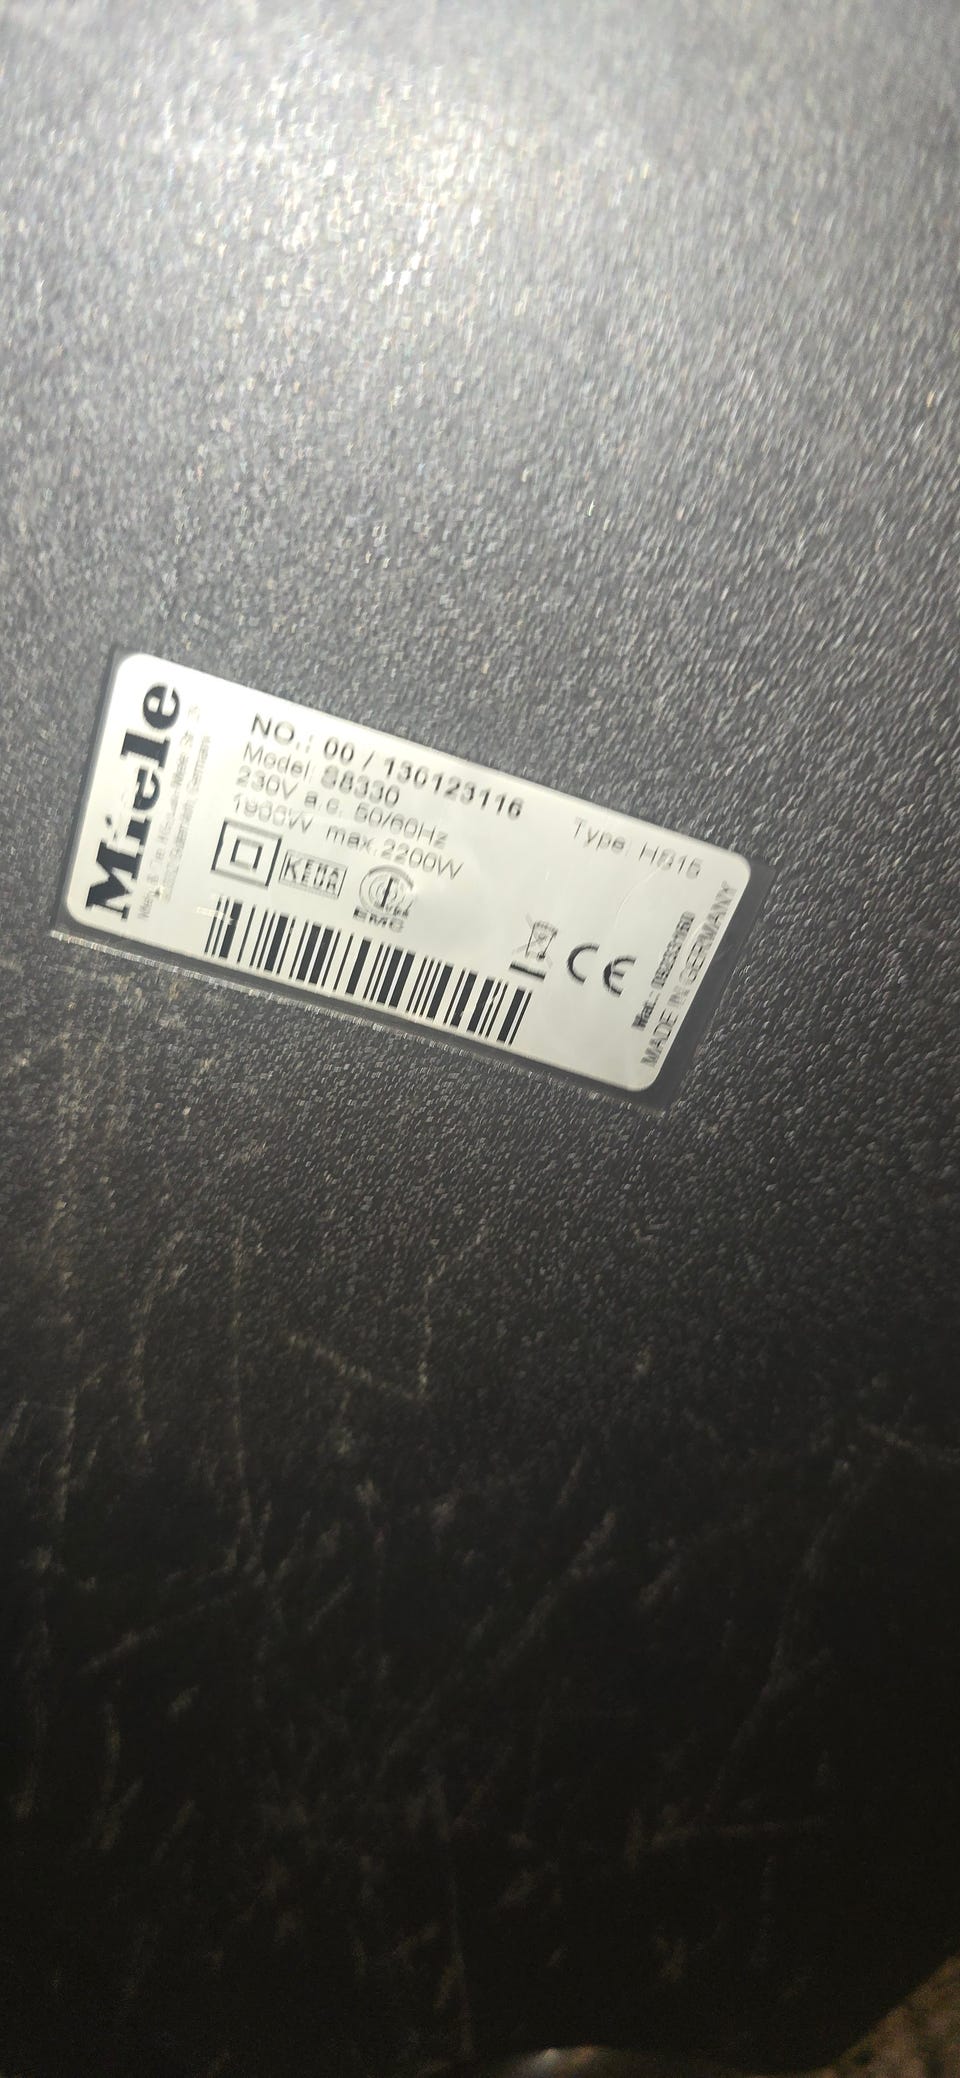 Miele
NO.: 00 / 130123116
Model: S8330
Type: HS15
230V a.c. 50/60Hz
1900W max.2200W
KEMA
KEUR
EMC
CE
MADE IN GERMANY